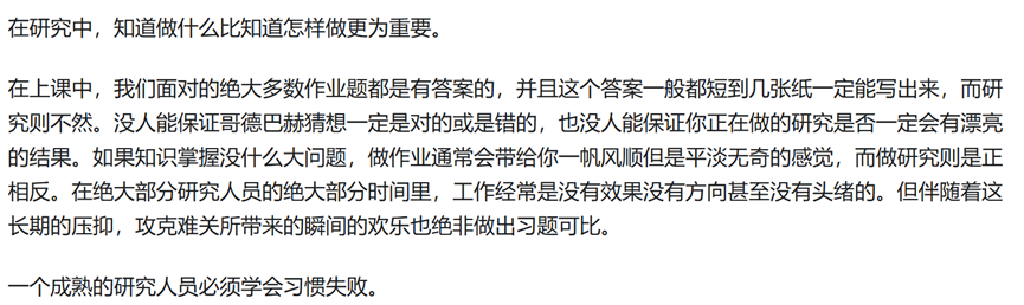 在研究中，知道做什么比知道怎样做更为重要。
在上课中，我们面对的绝大多数作业题都是有答案的，并且这个答案一般都短到几张纸一定能写出来，而研
究则不然。没人能保证哥德巴赫猜想一定是对的或是错的，也没人能保证你正在做的研究是否一定会有漂亮
的结果。如果知识掌握没什么大问题，做作业通常会带给你一帆风顺但是平淡无奇的感觉，而做研究则是正
相反。在绝大部分研究人员的绝大部分时间里，工作经常是没有效果没有方向甚至没有头绪的。但伴随着这
长期的压抑，攻克难关所带来的瞬间的欢乐也绝非做出习题可比。
一个成熟的研究人员必须学会习惯失败。